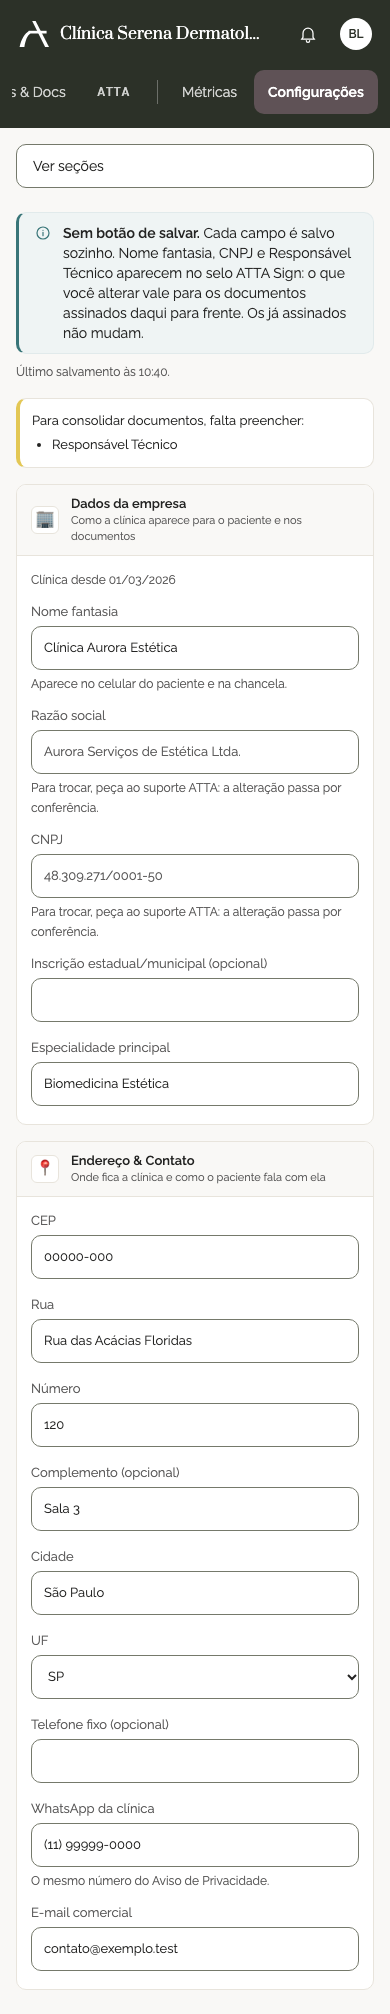 Clínica Serena Dermatol...
BL
s & Docs
ATTA
Métricas
Configurações
Ver seções
Sem botão de salvar. Cada campo é salvo
sozinho. Nome fantasia, CNPJ e Responsável
Técnico aparecem no selo ATTA Sign: o que
você alterar vale para os documentos
assinados daqui para frente. Os já assinados
não mudam.
Último salvamento às 10:40.
Para consolidar documentos, falta preencher:
• Responsável Técnico
Dados da empresa
Como a clínica aparece para o paciente e nos
documentos
Clínica desde 01/03/2026
Nome fantasia
Clínica Aurora Estética
Aparece no celular do paciente e na chancela.
Razão social
Aurora Serviços de Estética Ltda.
Para trocar, peça ao suporte ATTA: a alteração passa por
conferência.
CNPJ
48.309.271/0001-50
Para trocar, peça ao suporte ATTA: a alteração passa por
conferência.
Inscrição estadual/municipal (opcional)
Especialidade principal
Biomedicina Estética
Endereço & Contato
Onde fica a clínica e como o paciente fala com ela
CEP
00000-000
Rua
Rua das Acácias Floridas
Número
120
Complemento (opcional)
Sala 3
Cidade
São Paulo
UF
SP
Telefone fixo (opcional)
WhatsApp da clínica
(11) 99999-0000
O mesmo número do Aviso de Privacidade.
E-mail comercial
contato@exemplo.test